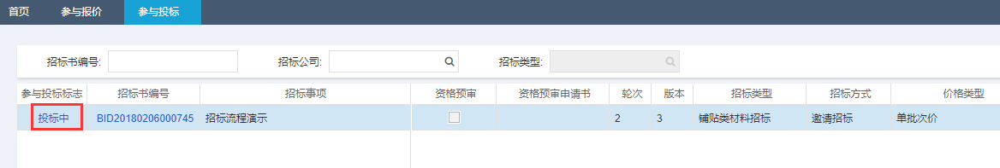 首页 参与报价 参与投标
招标书编号: 招标公司: 招标类型:
参与投标标志 招标书编号 招标事项 资格预审 资格预审申请书 轮次 版本 招标类型 招标方式 价格类型
投标中 BID20180206000745 招标流程演示 2 3 铺贴类材料招标 邀请招标 单批次价